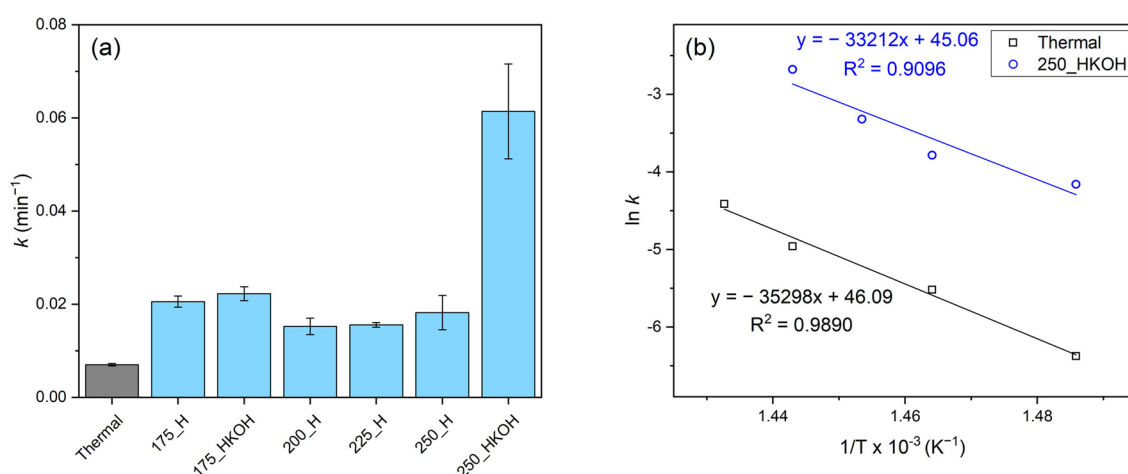 (a)
0.08
0.06
0.04
0.02
0.00
k (min⁻¹)
Thermal
175_H
175_HKOH
200_H
225_H
250_H
250_HKOH
(b)
y = − 33212x + 45.06
R² = 0.9096
Thermal
250_HKOH
-3
-4
-5
-6
ln k
y = − 35298x + 46.09
R² = 0.9890
1.44
1.46
1.48
1/T x 10⁻³ (K⁻¹)